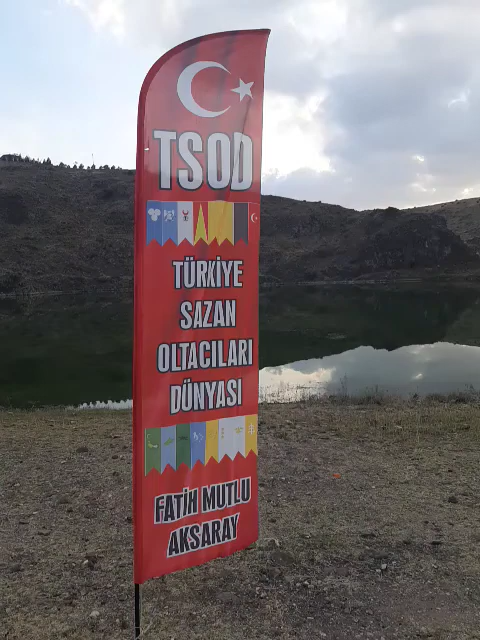 TSOD
TÜRKİYE
SAZAN
OLTACILARI
DÜNYASI
FATİH MUTLU
AKSARAY